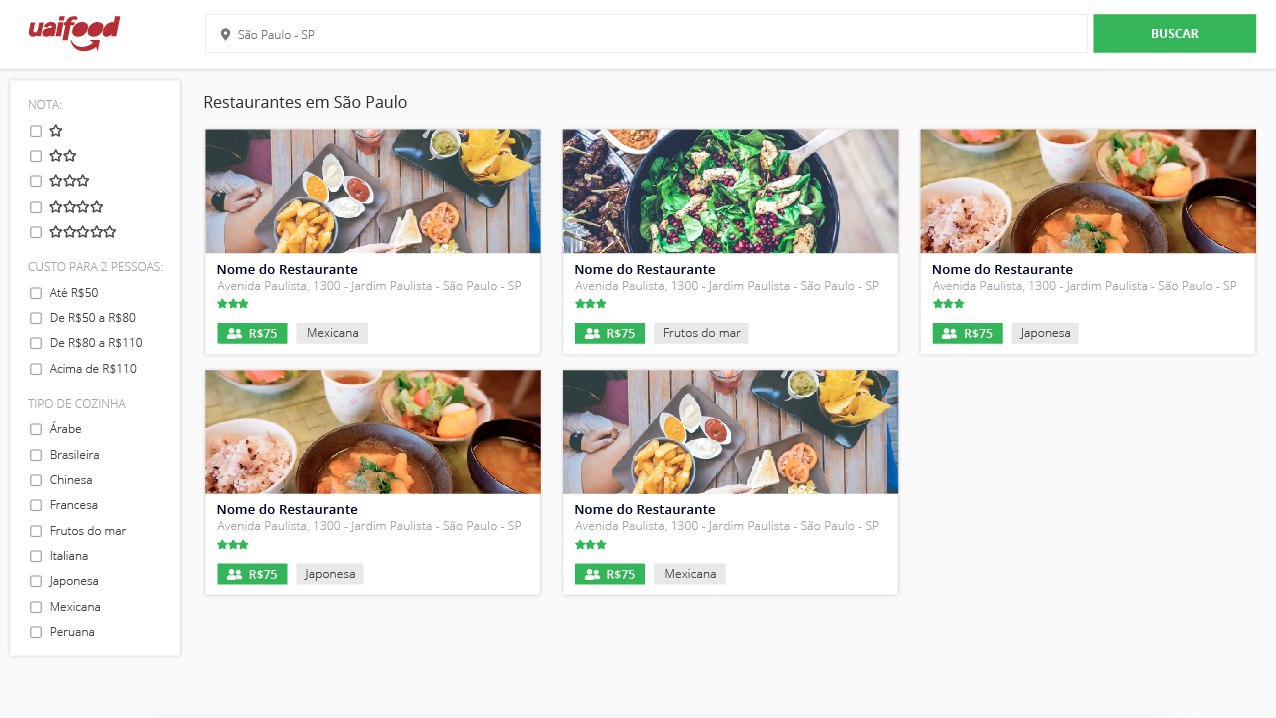 uaifood
São Paulo - SP
BUSCAR
NOTA:
CUSTO PARA 2 PESSOAS:
Até R$50
De R$50 a R$80
De R$80 a R$110
Acima de R$110
TIPO DE COZINHA
Árabe
Brasileira
Chinesa
Francesa
Frutos do mar
Italiana
Japonesa
Mexicana
Peruana
Restaurantes em São Paulo
Nome do Restaurante
Avenida Paulista, 1300 - Jardim Paulista - São Paulo - SP
R$75 Mexicana
Nome do Restaurante
Avenida Paulista, 1300 - Jardim Paulista - São Paulo - SP
R$75 Frutos do mar
Nome do Restaurante
Avenida Paulista, 1300 - Jardim Paulista - São Paulo - SP
R$75 Japonesa
Nome do Restaurante
Avenida Paulista, 1300 - Jardim Paulista - São Paulo - SP
R$75 Japonesa
Nome do Restaurante
Avenida Paulista, 1300 - Jardim Paulista - São Paulo - SP
R$75 Mexicana